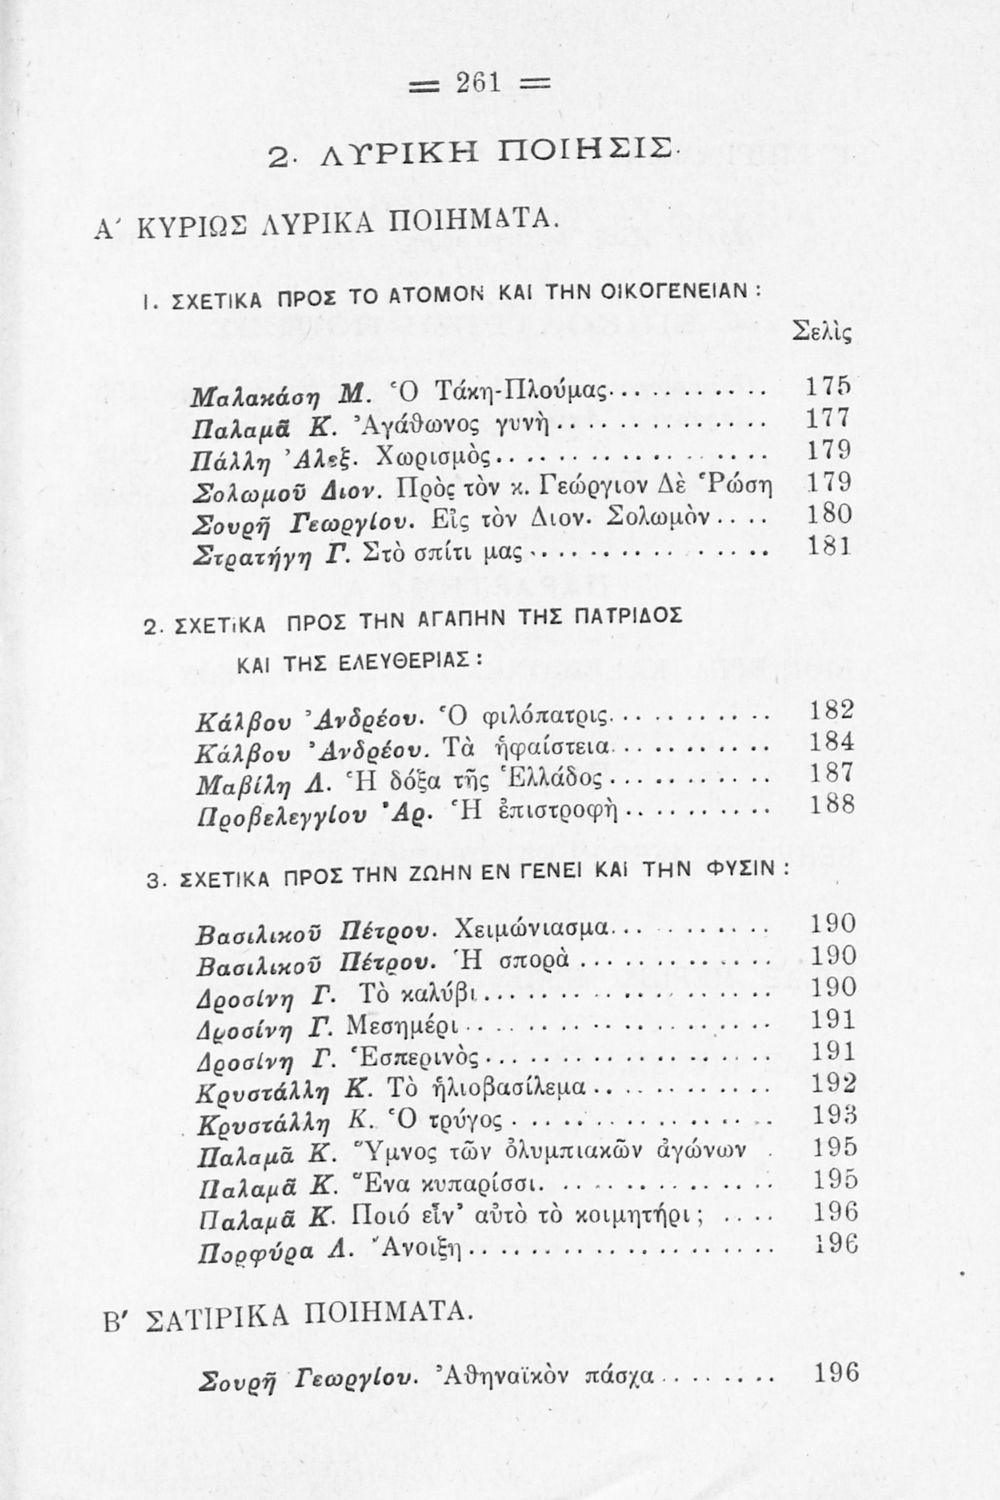 = 261 =
2. ΛΥΡΙΚΗ ΠΟΙΗΣΙΣ.
Α΄ ΚΥΡΙΩΣ ΛΥΡΙΚΑ ΠΟΙΗΜΑΤΑ.
1. ΣΧΕΤΙΚΑ ΠΡΟΣ ΤΟ ΑΤΟΜΟΝ ΚΑΙ ΤΗΝ ΟΙΚΟΓΕΝΕΙΑΝ :
Σελὶς
Μαλακάση Μ. Ὁ Τάκη-Πλούμας........... 175
Παλαμᾶ Κ. Ἀγάθωνος γυνὴ.............. 177
Πάλλη Ἀλεξ. Χωρισμὸς................. 179
Σολωμοῦ Διον. Πρὸς τὸν κ. Γεώργιον Δὲ Ῥώση 179
Σουρῆ Γεωργίου. Εἰς τὸν Διον. Σολωμὸν.... 180
Στρατήγη Γ. Στὸ σπίτι μας............... 181
2. ΣΧΕΤΙΚΑ ΠΡΟΣ ΤΗΝ ΑΓΑΠΗΝ ΤΗΣ ΠΑΤΡΙΔΟΣ
ΚΑΙ ΤΗΣ ΕΛΕΥΘΕΡΙΑΣ :
Κάλβου Ἀνδρέου. Ὁ φιλόπατρις........... 182
Κάλβου Ἀνδρέου. Τὰ ἡφαίστεια........... 184
Μαβίλη Λ. Ἡ δόξα τῆς Ἑλλάδος........... 187
Προβελεγγίου Ἀρ. Ἡ ἐπιστροφὴ.......... 188
3. ΣΧΕΤΙΚΑ ΠΡΟΣ ΤΗΝ ΖΩΗΝ ΕΝ ΓΕΝΕΙ ΚΑΙ ΤΗΝ ΦΥΣΙΝ :
Βασιλικοῦ Πέτρου. Χειμώνιασμα.......... 190
Βασιλικοῦ Πέτρου. Ἡ σπορὰ............. 190
Δροσίνη Γ. Τὸ καλύβι................... 190
Δροσίνη Γ. Μεσημέρι.................... 191
Δροσίνη Γ. Ἑσπερινὸς................... 191
Κρυστάλλη Κ. Τὸ ἡλιοβασίλεμα............ 192
Κρυστάλλη Κ. Ὁ τρύγος................. 193
Παλαμᾶ Κ. Ὕμνος τῶν ὀλυμπιακῶν ἀγώνων . 195
Παλαμᾶ Κ. Ἕνα κυπαρίσσι............... 195
Παλαμᾶ Κ. Ποιό εἶν' αὐτὸ τὸ κοιμητήρι; .... 196
Πορφύρα Λ. Ἄνοιξη.................... 196
Β΄ ΣΑΤΙΡΙΚΑ ΠΟΙΗΜΑΤΑ.
Σουρῆ Γεωργίου. Ἀθηναϊκὸν πάσχα........ 196